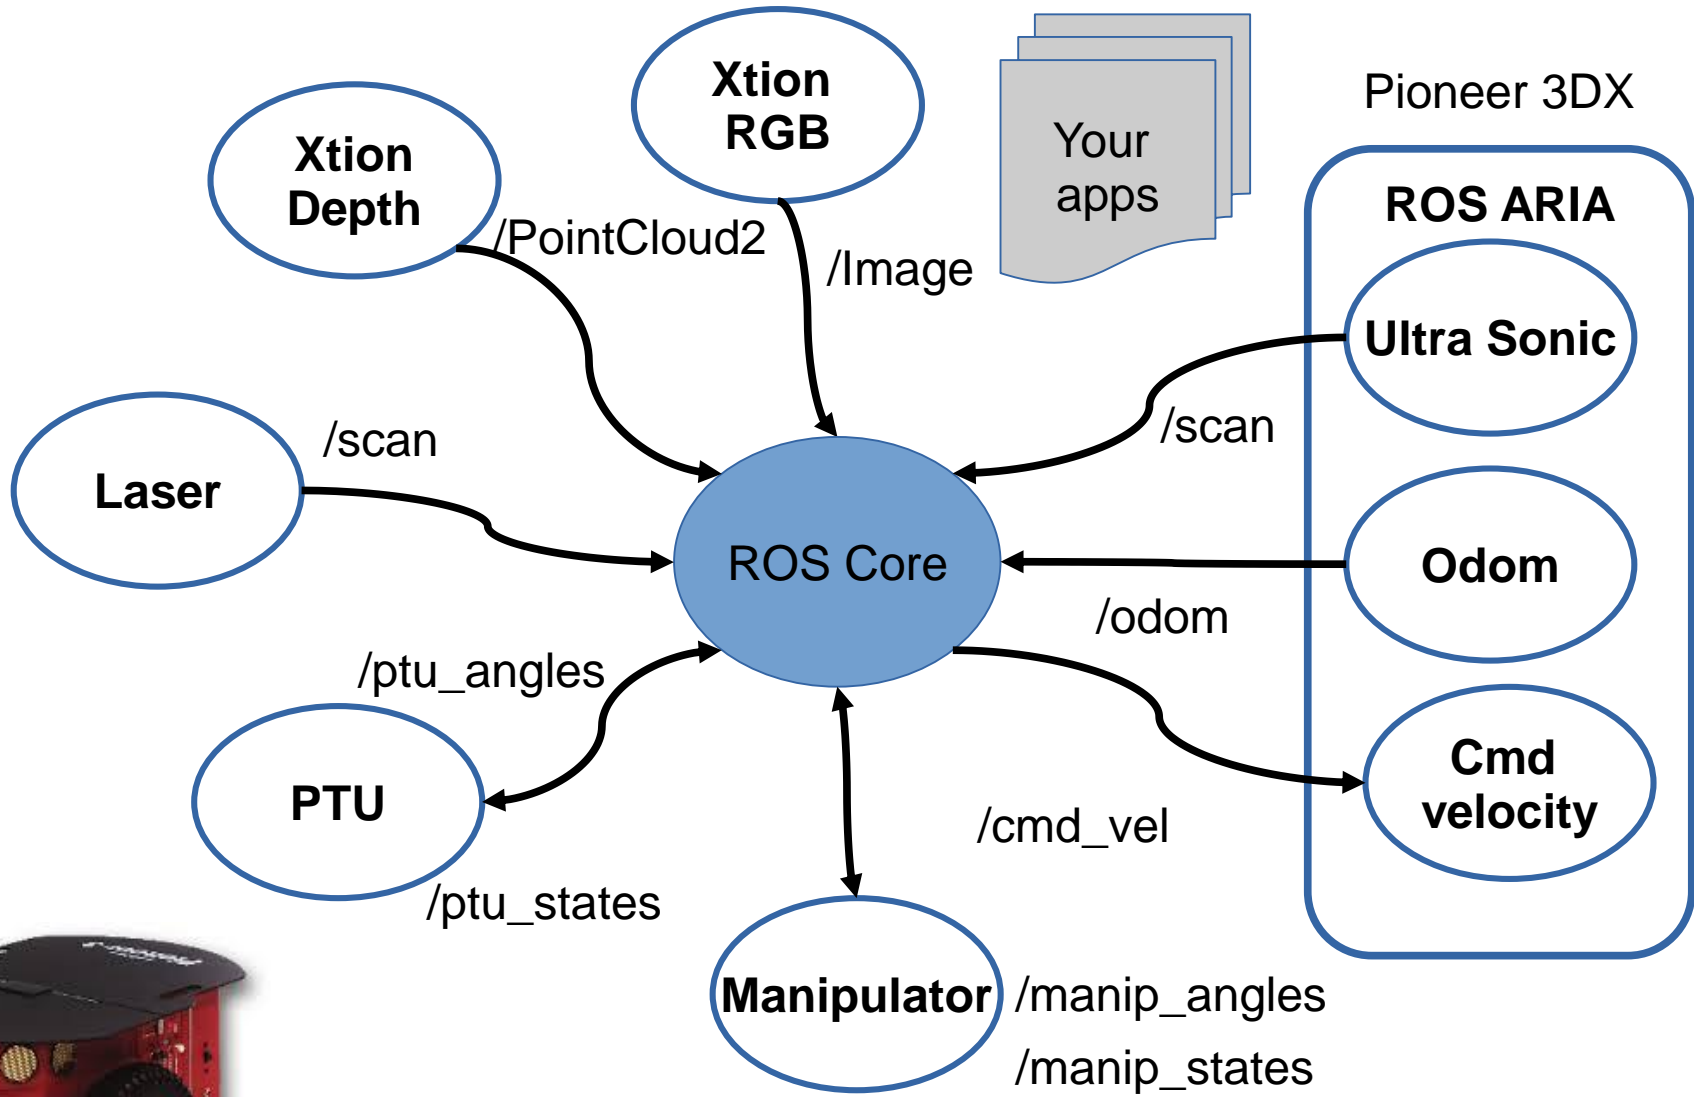 Xtion
RGB
Your
apps
Pioneer 3DX
Xtion
Depth
ROS ARIA
/PointCloud2
/Image
Ultra Sonic
/scan
/scan
Laser
ROS Core
Odom
/odom
/ptu_angles
PTU
Cmd
velocity
/cmd_vel
/ptu_states
Manipulator
/manip_angles
/manip_states